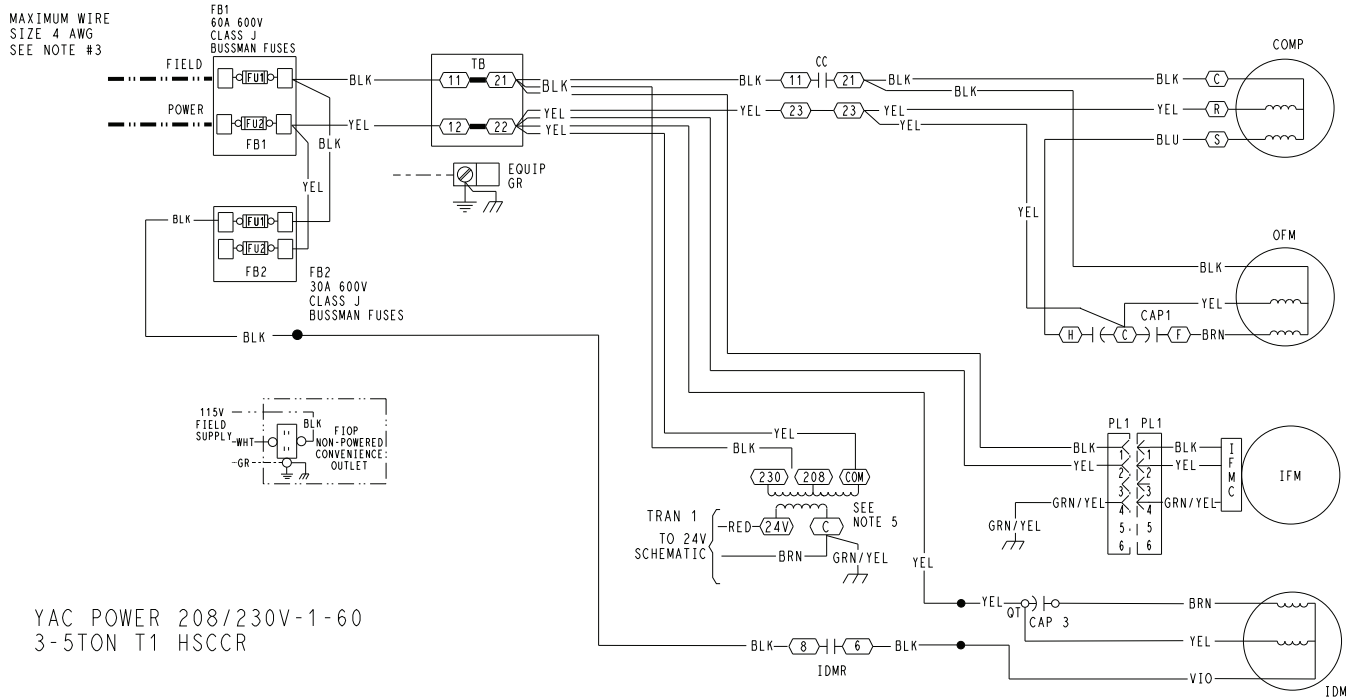 MAXIMUM WIRE
SIZE 4 AWG
SEE NOTE #3
FB1
60A 600V
CLASS J
BUSSMAN FUSES
FIELD
FU1
BLK
POWER
FU2
YEL
FB1
BLK
YEL
BLK
FU1
FU2
FB2
FB2
30A 600V
CLASS J
BUSSMAN FUSES
BLK
TB
11
21
BLK
12
22
YEL
YEL
EQUIP
GR
CC
BLK
11
21
BLK
BLK
YEL
23
23
YEL
YEL
COMP
BLK
C
YEL
R
BLU
S
YEL
OFM
BLK
YEL
CAP1
H
C
F
BRN
115V
FIELD
SUPPLY
BLK
WHT
GR
FIOP
NON-POWERED
CONVENIENCE
OUTLET
YEL
BLK
230
208
COM
SEE
NOTE 5
TRAN 1
TO 24V
SCHEMATIC
RED
24V
C
BRN
GRN/YEL
PL1
PL1
BLK
1
1
BLK
YEL
2
2
YEL
3
3
GRN/YEL
4
4
GRN/YEL
5
5
6
6
GRN/YEL
IFMC
IFM
YEL
YEL
QT
CAP 3
BRN
YEL
VIO
IDM
BLK
8
6
BLK
IDMR
YAC POWER 208/230V-1-60
3-5TON T1 HSCCR